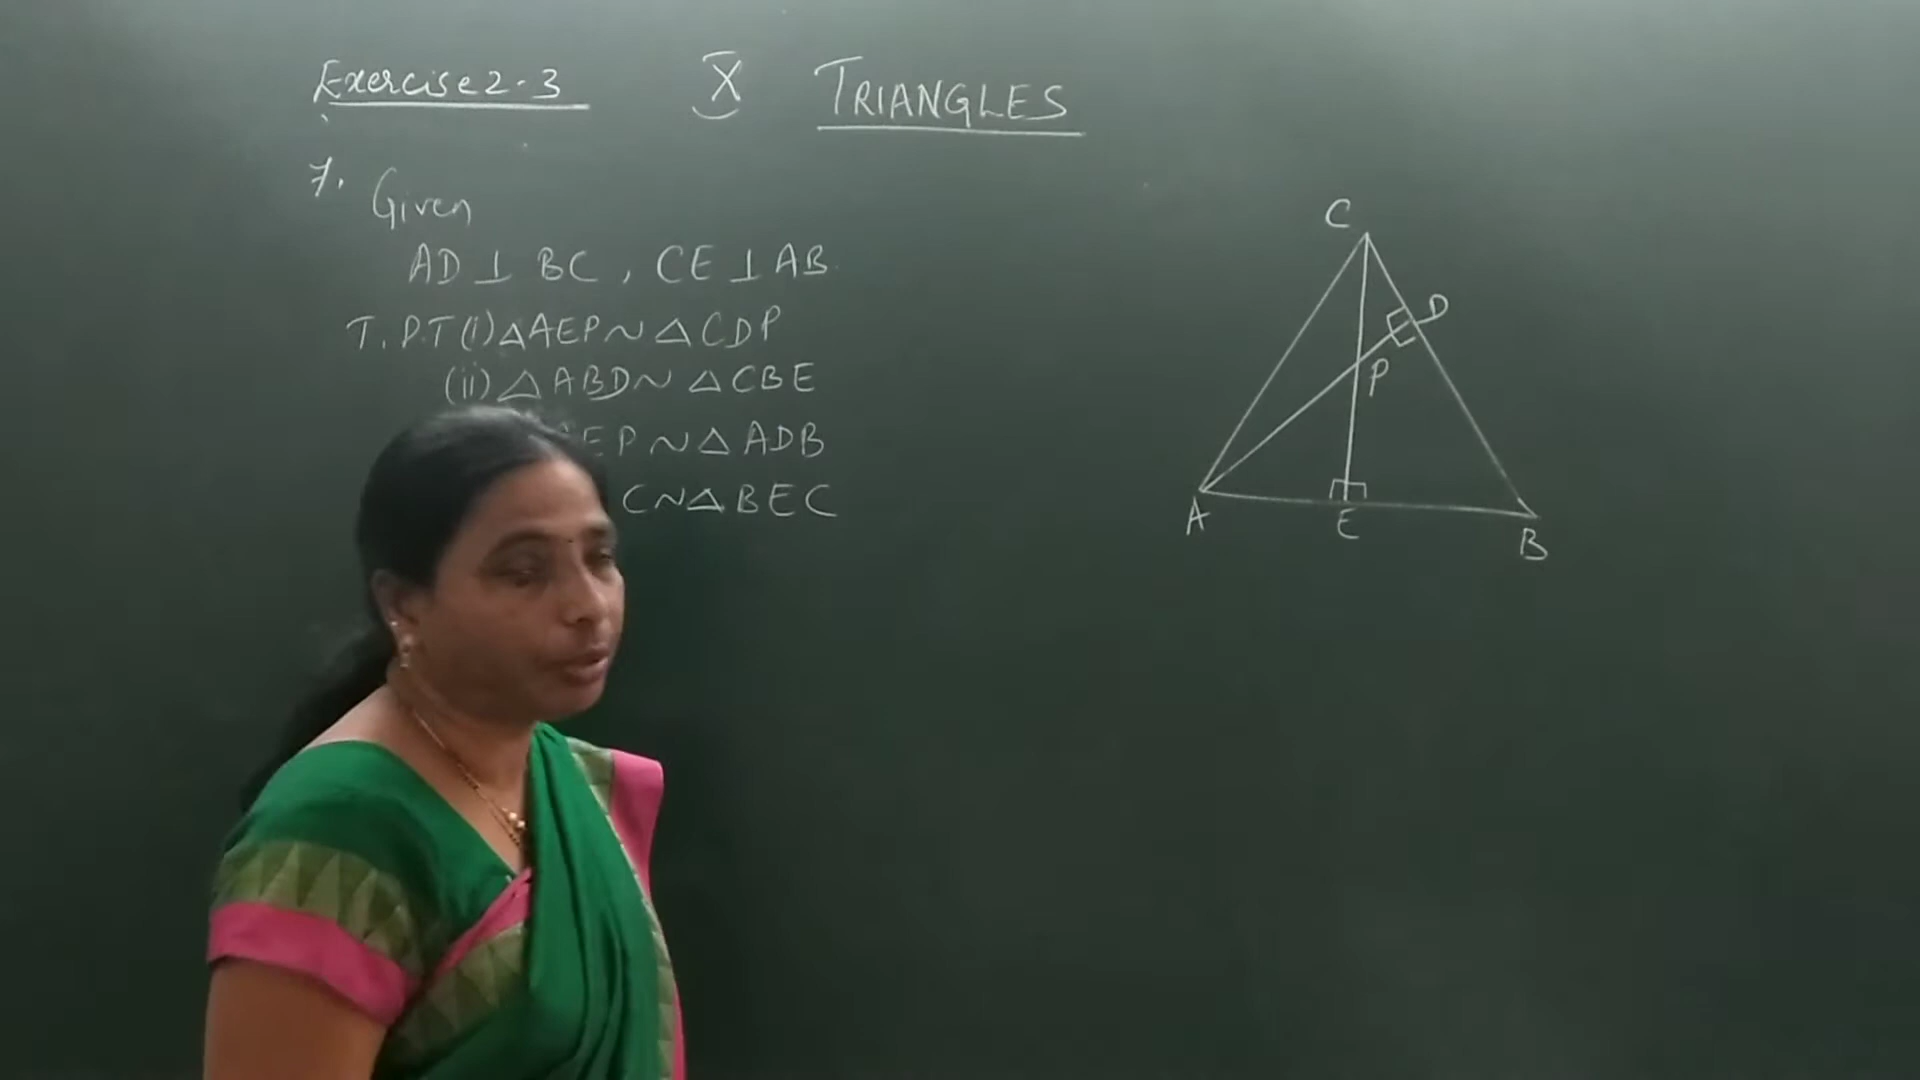 Exercise 2.3
X
TRIANGLES
7.
Given
AD ⊥ BC, CE ⊥ AB.
T.P.T (i) △AEP ~ △CDP
(ii) △ABD ~ △CBE
EP ~ △ADB
C ~ △BEC
C
D
P
A
E
B